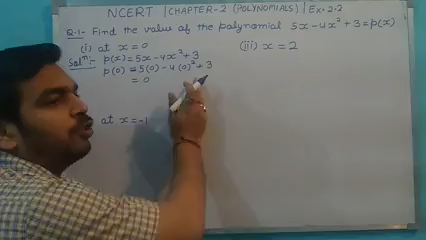 NCERT | CHAPTER-2 (POLYNOMIALS) | Ex-2.2
Q.1- Find the value of the polynomial 5x-4x²+3=p(x)
(i) at x=0
Solⁿ: p(x)=5x-4x²+3
p(0)=5(0)-4(0)²+3
=0
at x=-1
(iii) x=2